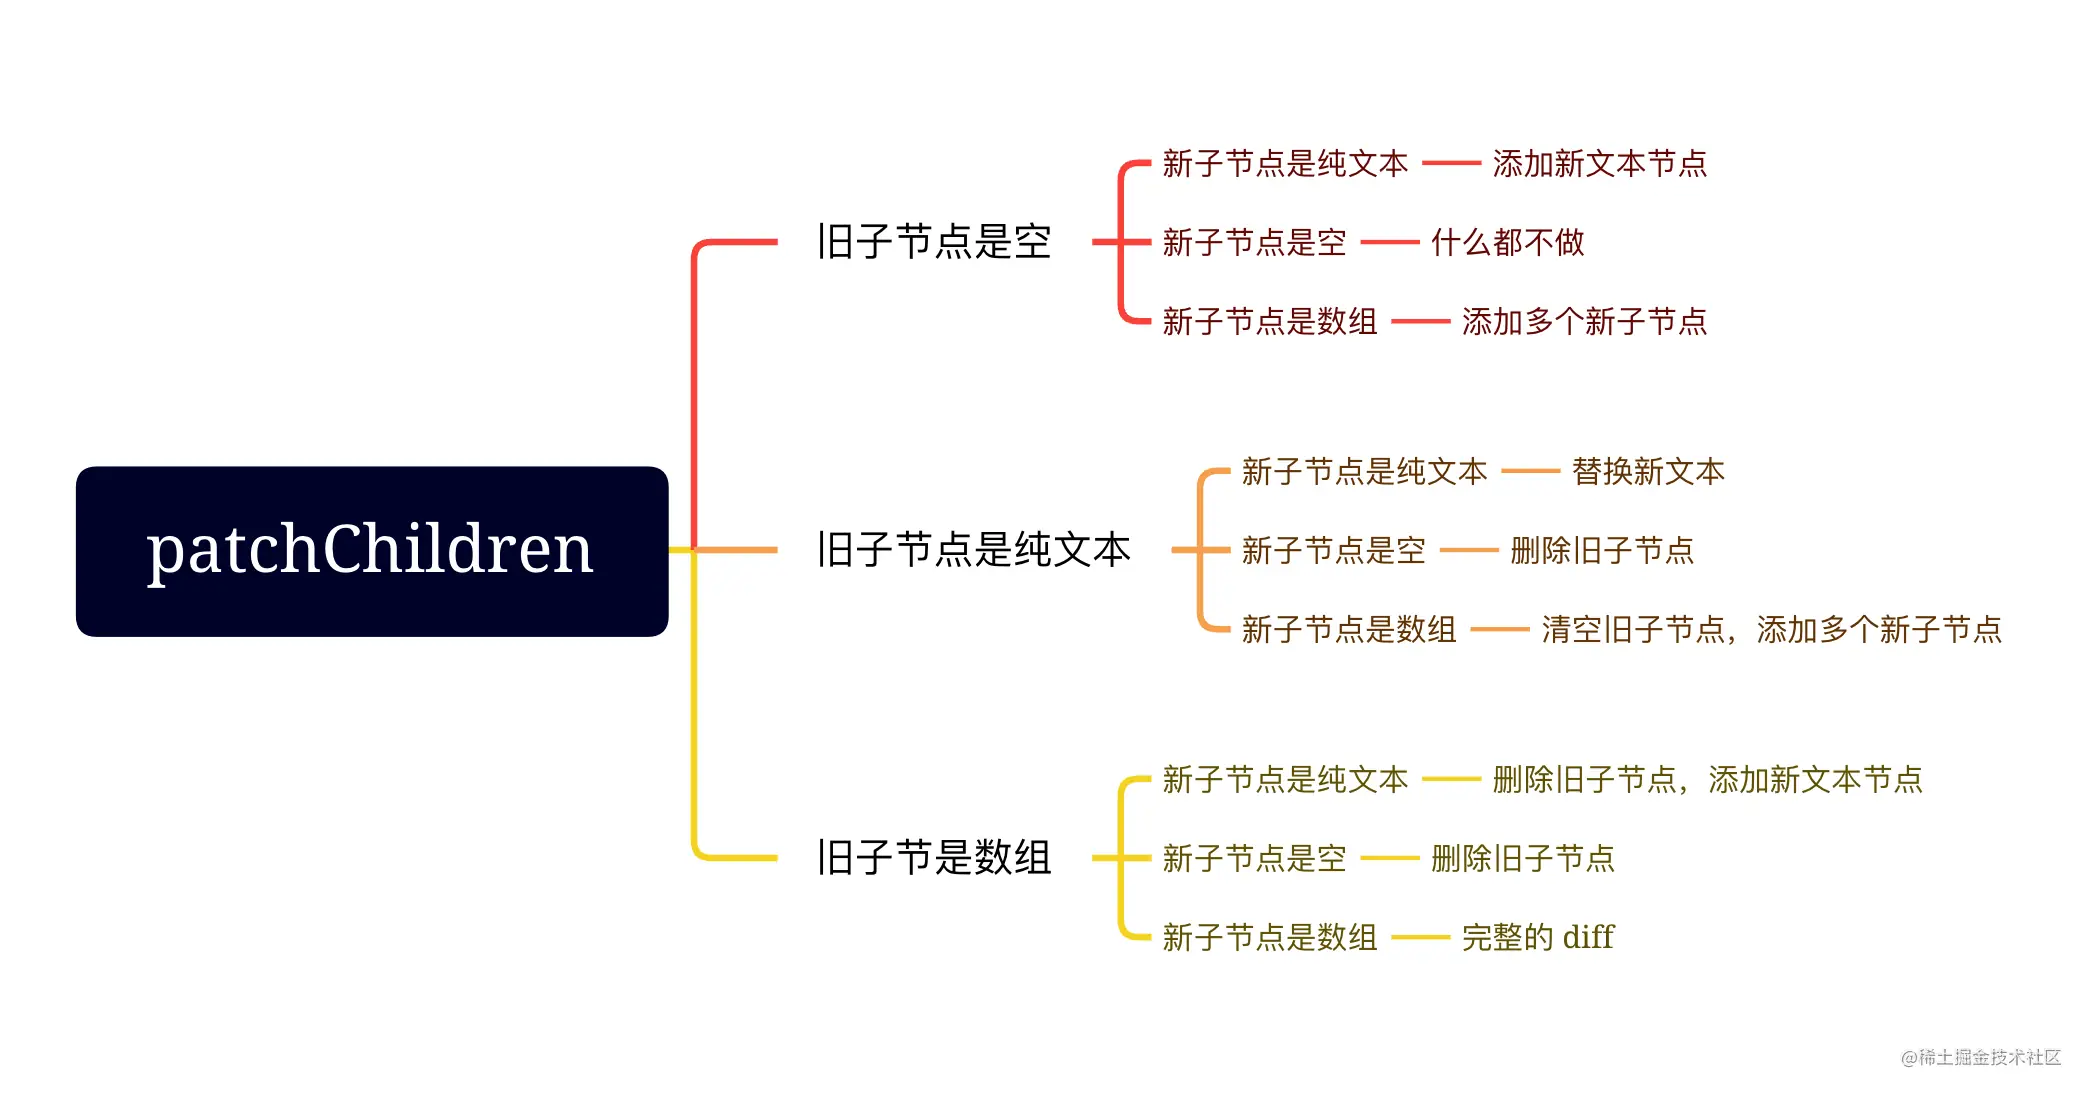 patchChildren
旧子节点是空
新子节点是纯文本
添加新文本节点
新子节点是空
什么都不做
新子节点是数组
添加多个新子节点
旧子节点是纯文本
新子节点是纯文本
替换新文本
新子节点是空
删除旧子节点
新子节点是数组
清空旧子节点，添加多个新子节点
旧子节是数组
新子节点是纯文本
删除旧子节点，添加新文本节点
新子节点是空
删除旧子节点
新子节点是数组
完整的 diff
@稀土掘金技术社区